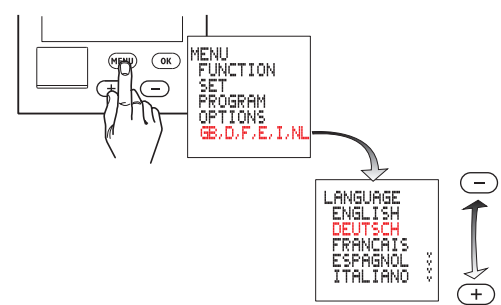 MENU
OK
+
−
MENU
FUNCTION
SET
PROGRAM
OPTIONS
GB,D,F,E,I,NL
LANGUAGE
ENGLISH
DEUTSCH
FRANCAIS
ESPAGNOL
ITALIANO
−
+